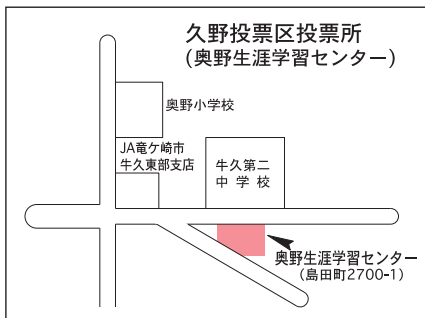 久野投票区投票所
(奥野生涯学習センター)
奥野小学校
JA竜ケ崎市
牛久東部支店
牛久第二
中学校
奥野生涯学習センター
(島田町2700-1)